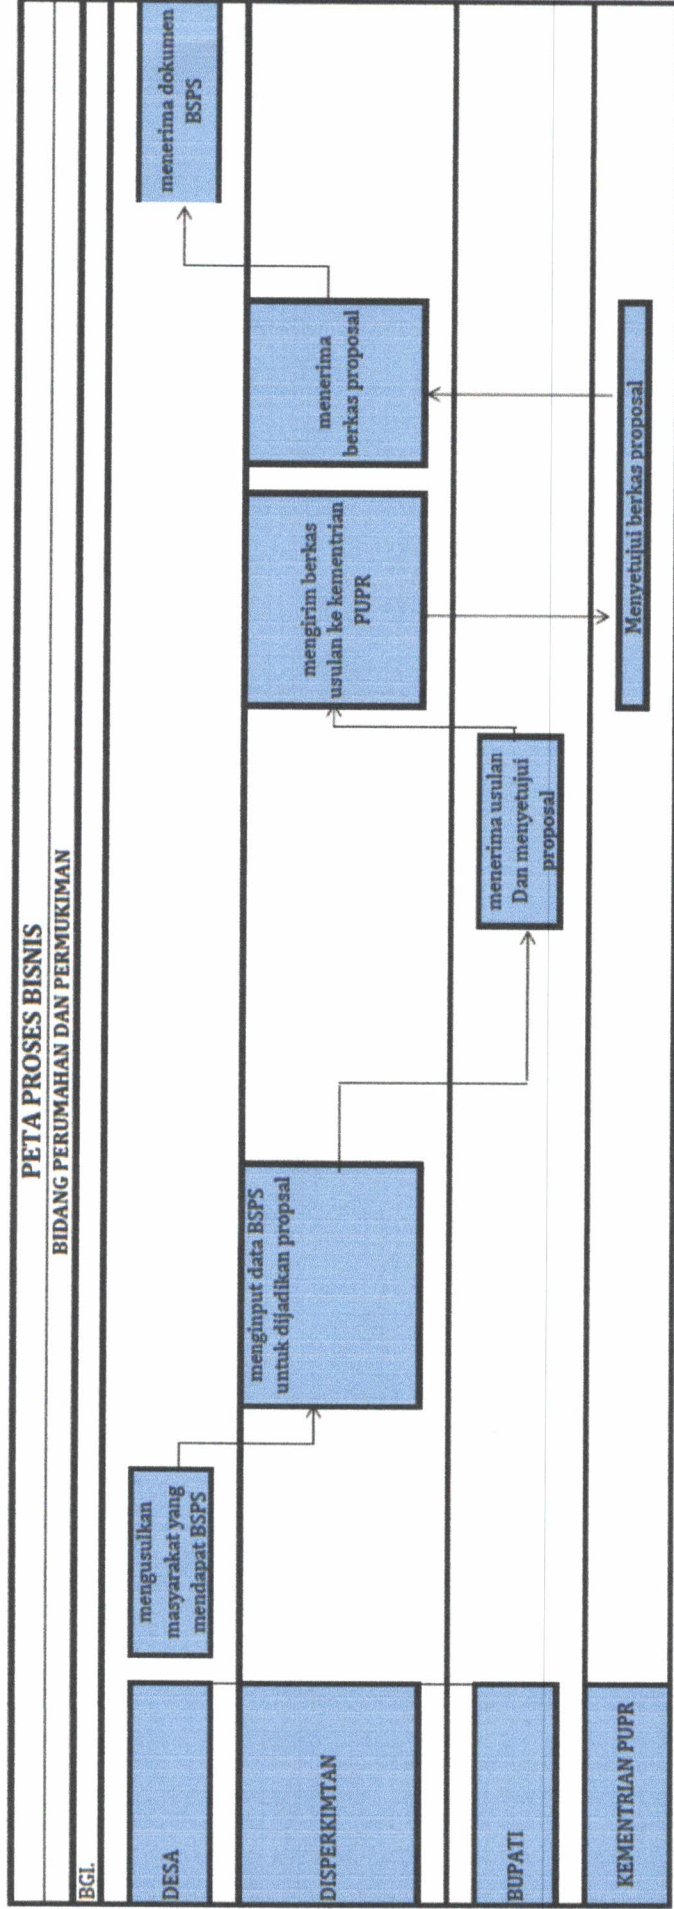 PETA PROSES BISNIS
BIDANG PERUMAHAN DAN PERMUKIMAN
BGI.
DESA
mengusulkan
masyarakat yang
mendapat BSPS
menerima dokumen
BSPS
DISPERKIMTAN
menginput data BSPS
untuk dijadikan propsal
mengirim berkas
usulan ke kementrian
PUPR
menerima
berkas proposal
BUPATI
menerima usulan
Dan menyetujui
proposal
KEMENTRIAN PUPR
Menyetujui berkas proposal